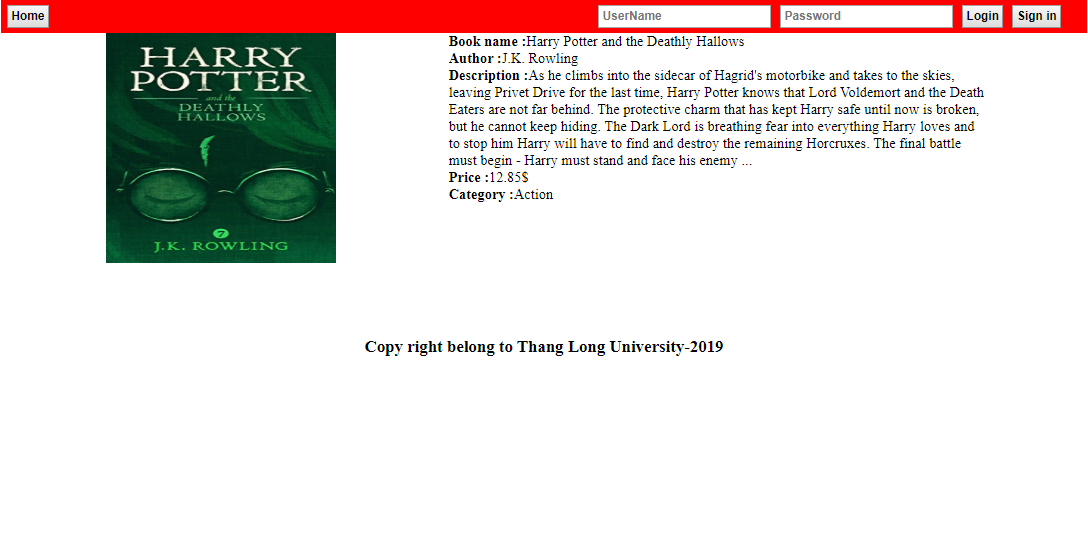 Home UserName Password Login Sign in
HARRY
POTTER
and the
DEATHLY
HALLOWS
7
J.K. ROWLING
Book name :Harry Potter and the Deathly Hallows
Author :J.K. Rowling
Description :As he climbs into the sidecar of Hagrid's motorbike and takes to the skies,
leaving Privet Drive for the last time, Harry Potter knows that Lord Voldemort and the Death
Eaters are not far behind. The protective charm that has kept Harry safe until now is broken,
but he cannot keep hiding. The Dark Lord is breathing fear into everything Harry loves and
to stop him Harry will have to find and destroy the remaining Horcruxes. The final battle
must begin - Harry must stand and face his enemy ...
Price :12.85$
Category :Action
Copy right belong to Thang Long University-2019